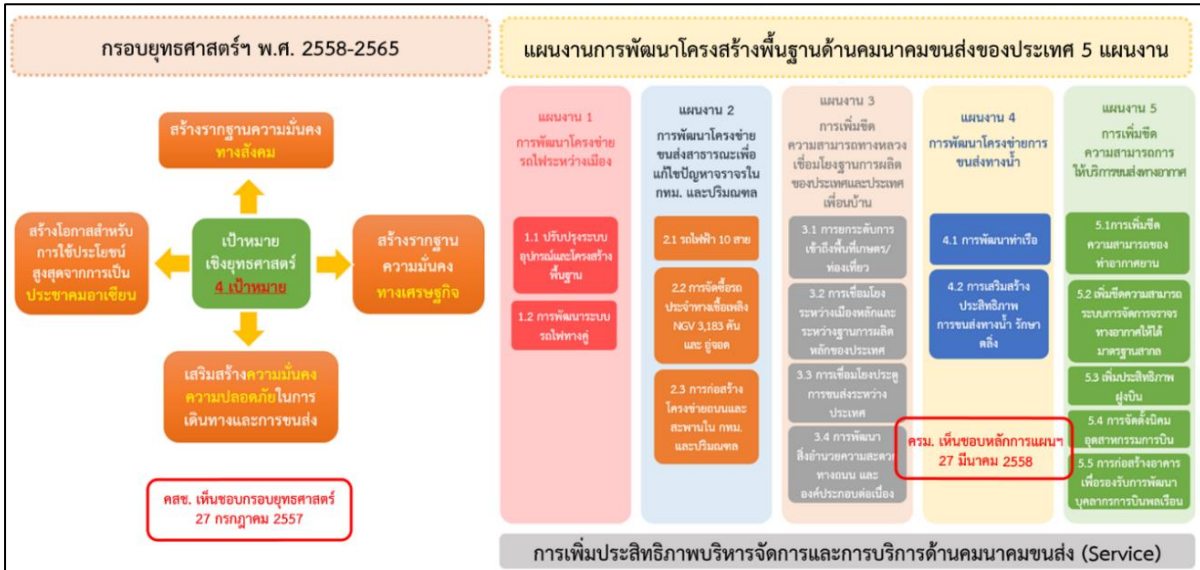 กรอบยุทธศาสตร์ฯ พ.ศ. 2558-2565
สร้างรากฐานความมั่นคง
ทางสังคม
สร้างโอกาสสำหรับ
การใช้ประโยชน์
สูงสุดจากการเป็น
ประชาคมอาเซียน
เป้าหมาย
เชิงยุทธศาสตร์
4 เป้าหมาย
สร้างรากฐาน
ความมั่นคง
ทางเศรษฐกิจ
เสริมสร้างความมั่นคง
ความปลอดภัยในการ
เดินทางและการขนส่ง
คสช. เห็นชอบกรอบยุทธศาสตร์
27 กรกฎาคม 2557
แผนงานการพัฒนาโครงสร้างพื้นฐานด้านคมนาคมขนส่งของประเทศ 5 แผนงาน
แผนงาน 1
การพัฒนาโครงข่าย
รถไฟระหว่างเมือง
1.1 ปรับปรุงระบบ
อุปกรณ์และโครงสร้าง
พื้นฐาน
1.2 การพัฒนาระบบ
รถไฟทางคู่
แผนงาน 2
การพัฒนาโครงข่าย
ขนส่งสาธารณะเพื่อ
แก้ไขปัญหาจราจรใน
กทม. และปริมณฑล
2.1 รถไฟฟ้า 10 สาย
2.2 การจัดซื้อรถ
ประจำทางเชื้อเพลิง
NGV 3,183 คัน
และ อู่จอด
2.3 การก่อสร้าง
โครงข่ายถนนและ
สะพานใน กทม.
และปริมณฑล
แผนงาน 3
การเพิ่มขีด
ความสามารถทางหลวง
เชื่อมโยงฐานการผลิต
ของประเทศและประเทศ
เพื่อนบ้าน
3.1 การยกระดับการ
เข้าถึงพื้นที่เกษตร/
ท่องเที่ยว
3.2 การเชื่อมโยง
ระหว่างเมืองหลักและ
ระหว่างฐานการผลิต
หลักของประเทศ
3.3 การเชื่อมโยงประตู
การขนส่งระหว่าง
ประเทศ
3.4 การพัฒนา
สิ่งอำนวยความสะดวก
ทางถนน และ
องค์ประกอบต่อเนื่อง
แผนงาน 4
การพัฒนาโครงข่ายการ
ขนส่งทางน้ำ
4.1 การพัฒนาท่าเรือ
4.2 การเสริมสร้าง
ประสิทธิภาพ
การขนส่งทางน้ำ รักษา
ตลิ่ง
ครม. เห็นชอบหลักการแผนฯ
27 มีนาคม 2558
แผนงาน 5
การเพิ่มขีด
ความสามารถการ
ให้บริการขนส่งทางอากาศ
5.1การเพิ่มขีด
ความสามารถของ
ท่าอากาศยาน
5.2 เพิ่มขีดความสามารถ
ระบบการจัดการจราจร
ทางอากาศให้ได้
มาตรฐานสากล
5.3 เพิ่มประสิทธิภาพ
ฝูงบิน
5.4 การจัดตั้งนิคม
อุตสาหกรรมการบิน
5.5 การก่อสร้างอาคาร
เพื่อรองรับการพัฒนา
บุคลากรการบินพลเรือน
การเพิ่มประสิทธิภาพบริหารจัดการและการบริการด้านคมนาคมขนส่ง (Service)